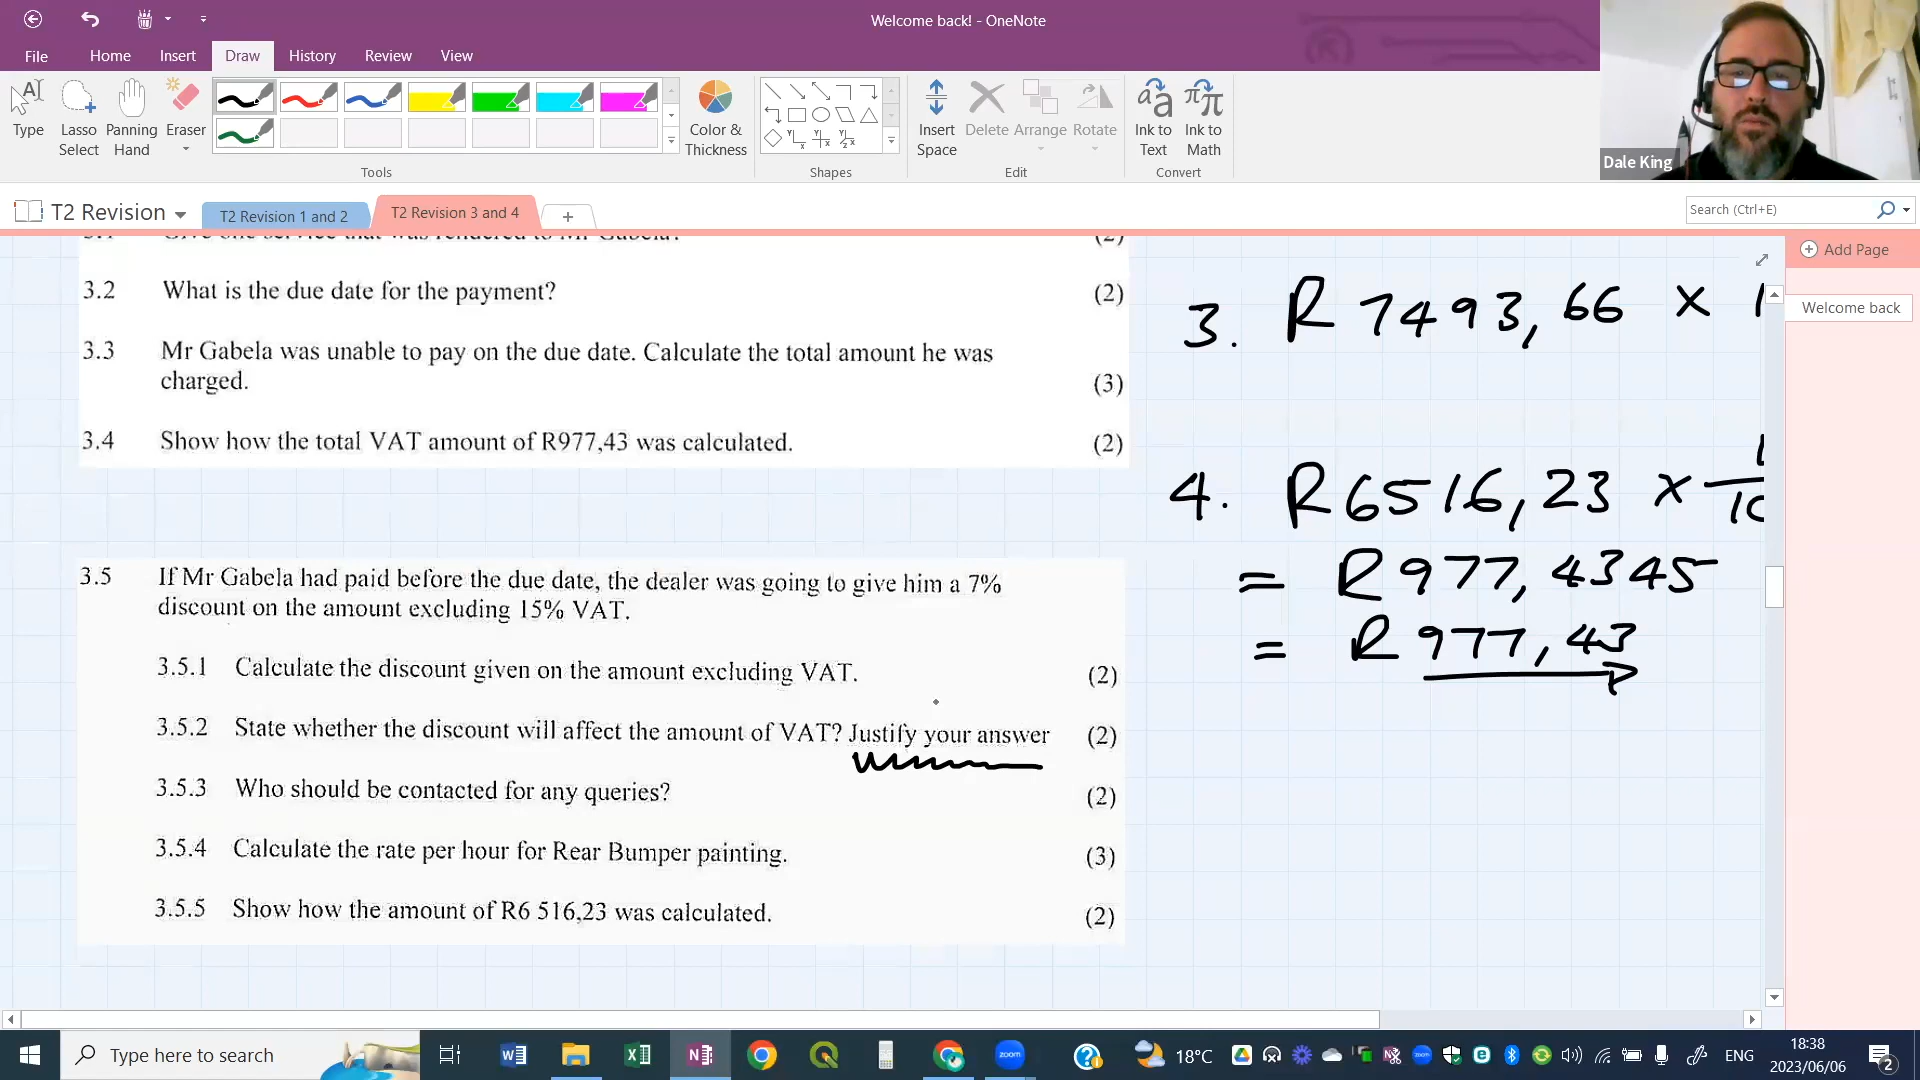 Welcome back! - OneNote
File Home Insert Draw History Review View
Type
Lasso Select
Panning Hand
Eraser
Color & Thickness
Insert Space
Delete
Arrange
Rotate
Ink to Text
Ink to Math
Tools
Shapes
Edit
Convert
Dale King
T2 Revision
T2 Revision 1 and 2
T2 Revision 3 and 4
Search (Ctrl+E)
Add Page
Welcome back
3.2 What is the due date for the payment? (2)
3.3 Mr Gabela was unable to pay on the due date. Calculate the total amount he was
charged. (3)
3.4 Show how the total VAT amount of R977,43 was calculated. (2)
3.5 If Mr Gabela had paid before the due date, the dealer was going to give him a 7%
discount on the amount excluding 15% VAT.
3.5.1 Calculate the discount given on the amount excluding VAT. (2)
3.5.2 State whether the discount will affect the amount of VAT? Justify your answer (2)
3.5.3 Who should be contacted for any queries? (2)
3.5.4 Calculate the rate per hour for Rear Bumper painting. (3)
3.5.5 Show how the amount of R6 516,23 was calculated. (2)
3. R 7493,66 ×
4. R6516,23 ×
= R977,4345
= R977,43
Type here to search
18°C
ENG
18:38
2023/06/06
2